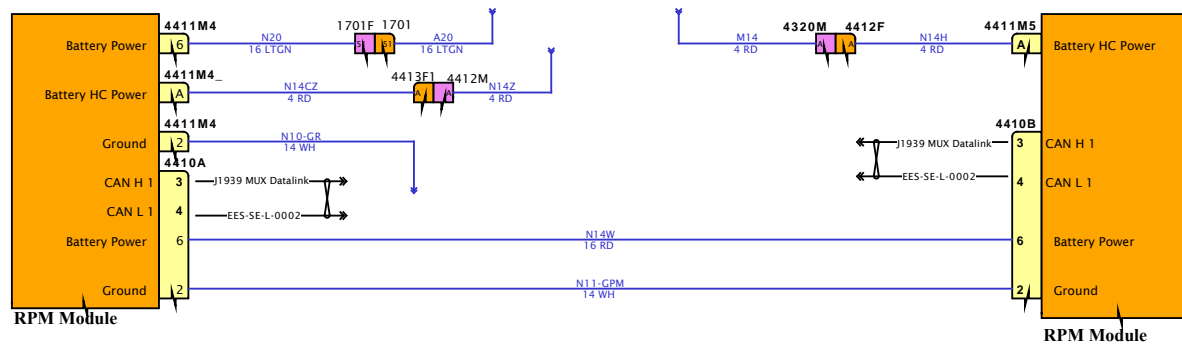 4411M4
Battery Power
6
N20
16 LTGN
1701F
1701
S1
S1
A20
16 LTGN
4411M4_
Battery HC Power
A
N14CZ
4 RD
4413F1
4412M
A
A
N14Z
4 RD
4411M4
Ground
2
N10-GR
14 WH
4410A
CAN H 1
3
J1939 MUX Datalink
CAN L 1
4
EES-SE-L-0002
Battery Power
6
N14W
16 RD
Ground
2
N11-GPM
14 WH
RPM Module
M14
4 RD
4320M
4412F
A
A
N14H
4 RD
4411M5
A
Battery HC Power
4410B
J1939 MUX Datalink
3
CAN H 1
EES-SE-L-0002
4
CAN L 1
6
Battery Power
2
Ground
RPM Module